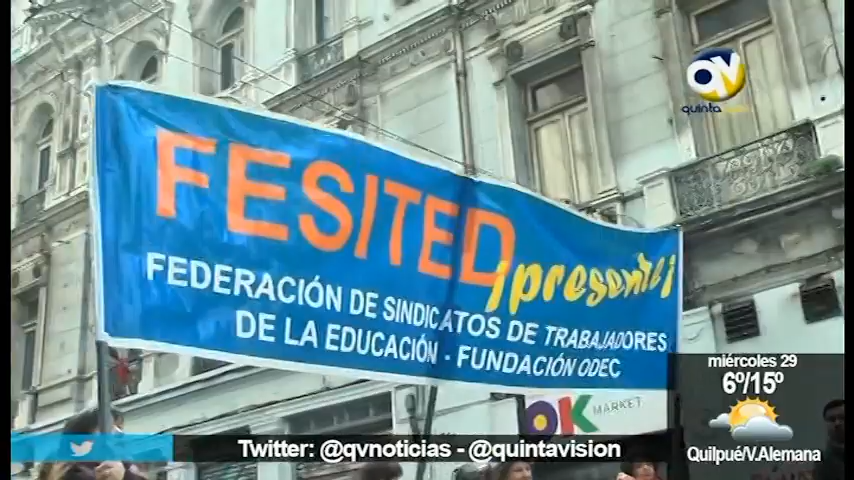 QV
quinta
FESITED
¡presente!
FEDERACIÓN DE SINDICATOS DE TRABAJADORES
DE LA EDUCACIÓN - FUNDACIÓN ODEC
OK MARKET
miércoles 29
6º/15º
Quilpué/V.Alemana
Twitter: @qvnoticias - @quintavision